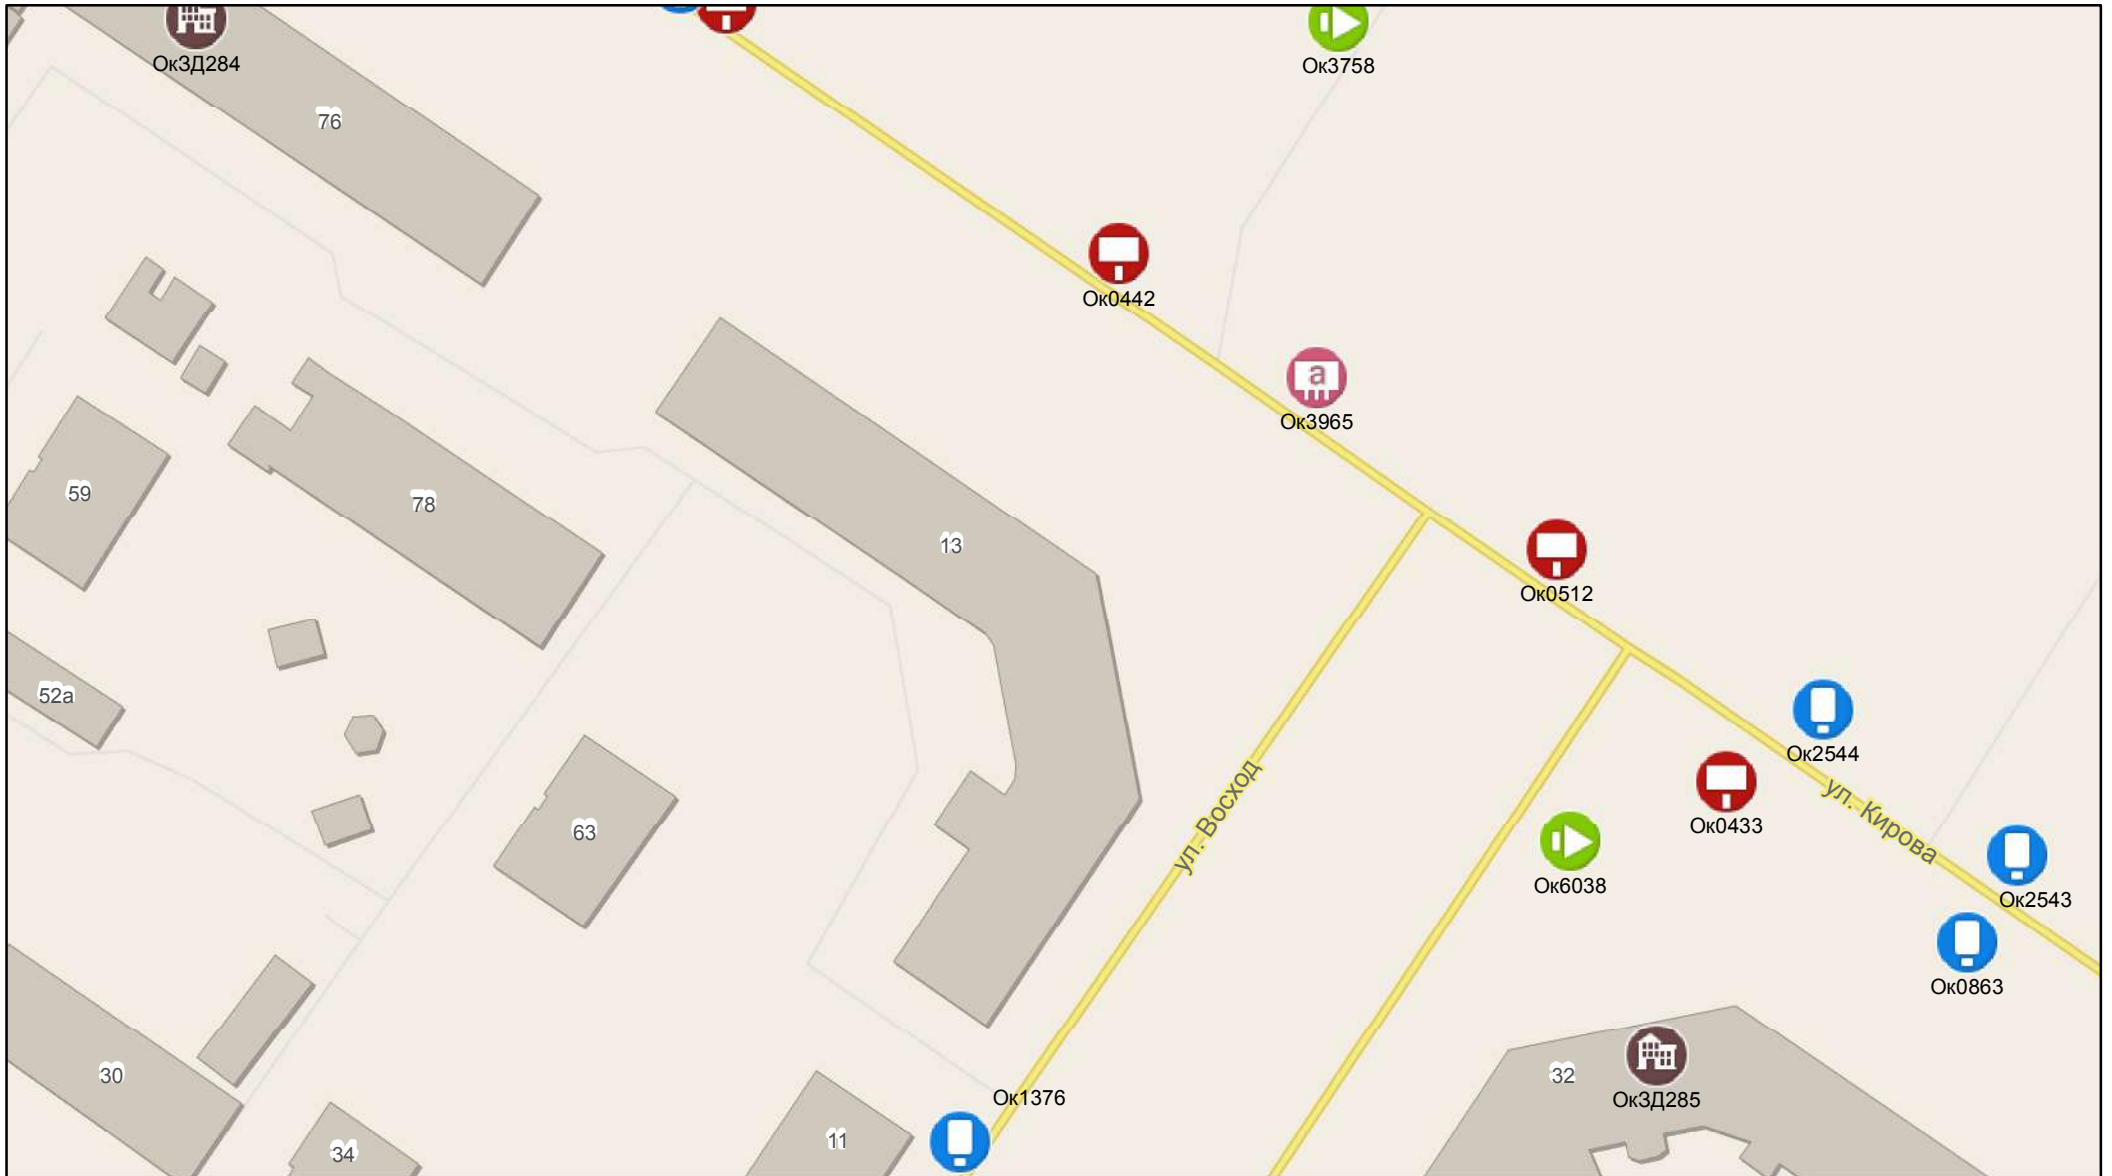 ОкЗД284
Ок3758
76
Ок0442
Ок3965
59
78
13
Ок0512
52а
Ок2544
ул. Восход
ул. Кирова
Ок0433
63
Ок6038
Ок2543
Ок0863
30
32
ОкЗД285
Ок1376
34
11
а